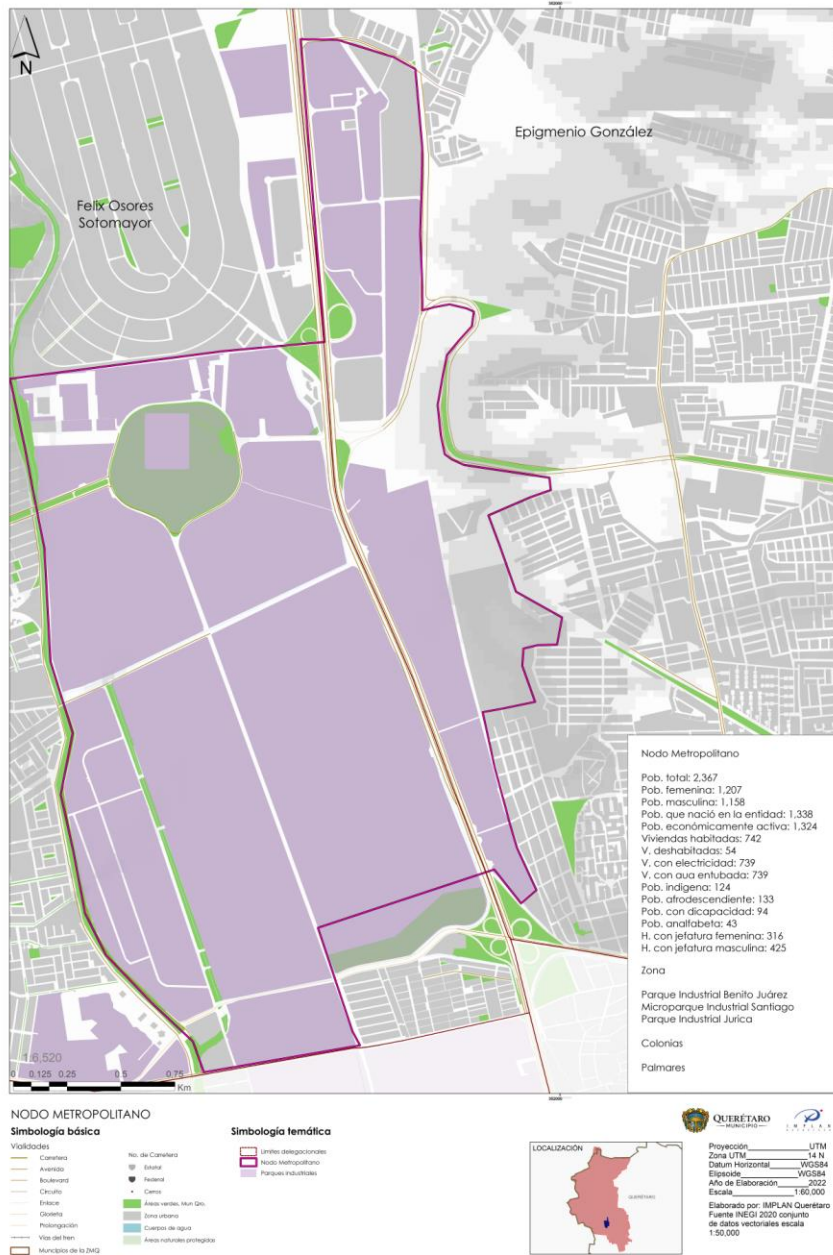 352000
N
Epigmenio González
Felix Osores
Sotomayor
Nodo Metropolitano
Pob. total: 2,367
Pob. femenina: 1,207
Pob. masculina: 1,158
Pob. que nació en la entidad: 1,338
Pob. económicamente activa: 1,324
Viviendas habitadas: 742
V. deshabitadas: 54
V. con electricidad: 739
V. con aua entubada: 739
Pob. indigena: 124
Pob. afrodescendiente: 133
Pob. con dicapacidad: 94
Pob. analfabeta: 43
H. con jefatura femenina: 316
H. con jefatura masculina: 425
Zona
Parque Industrial Benito Juárez
Microparque Industrial Santiago
Parque Industrial Jurica
Colonias
Palmares
1:6,520
0 0.125 0.25 0.5 0.75
Km
352000
NODO METROPOLITANO
Simbología básica
Vialidades
Carretera
Avenida
Boulevard
Circuito
Enlace
Glorieta
Prolongación
Vías del tren
Municipios de la ZMQ
No. de Carretera
Estatal
Federal
Cerros
Áreas verdes, Mun Qro.
Zona urbana
Cuerpos de agua
Áreas naturales protegidas
Simbología temática
Limites delegacionales
Nodo Metropolitano
Parques industriales
LOCALIZACIÓN
QUERÉTARO
QUERÉTARO
MUNICIPIO
IMPLAN
Proyección UTM
Zona UTM 14 N
Datum Horizontal WGS84
Elipsoide WGS84
Año de Elaboración 2022
Escala 1:60,000
Elaborado por: IMPLAN Querétaro
Fuente INEGI 2020 conjunto
de datos vectoriales escala
1:50,000